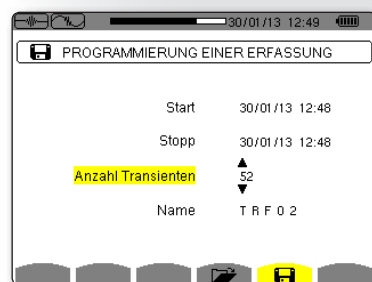 30/01/13 12:49
PROGRAMMIERUNG EINER ERFASSUNG
Start 30/01/13 12:48
Stopp 30/01/13 12:48
Anzahl Transienten 52
Name TRF02